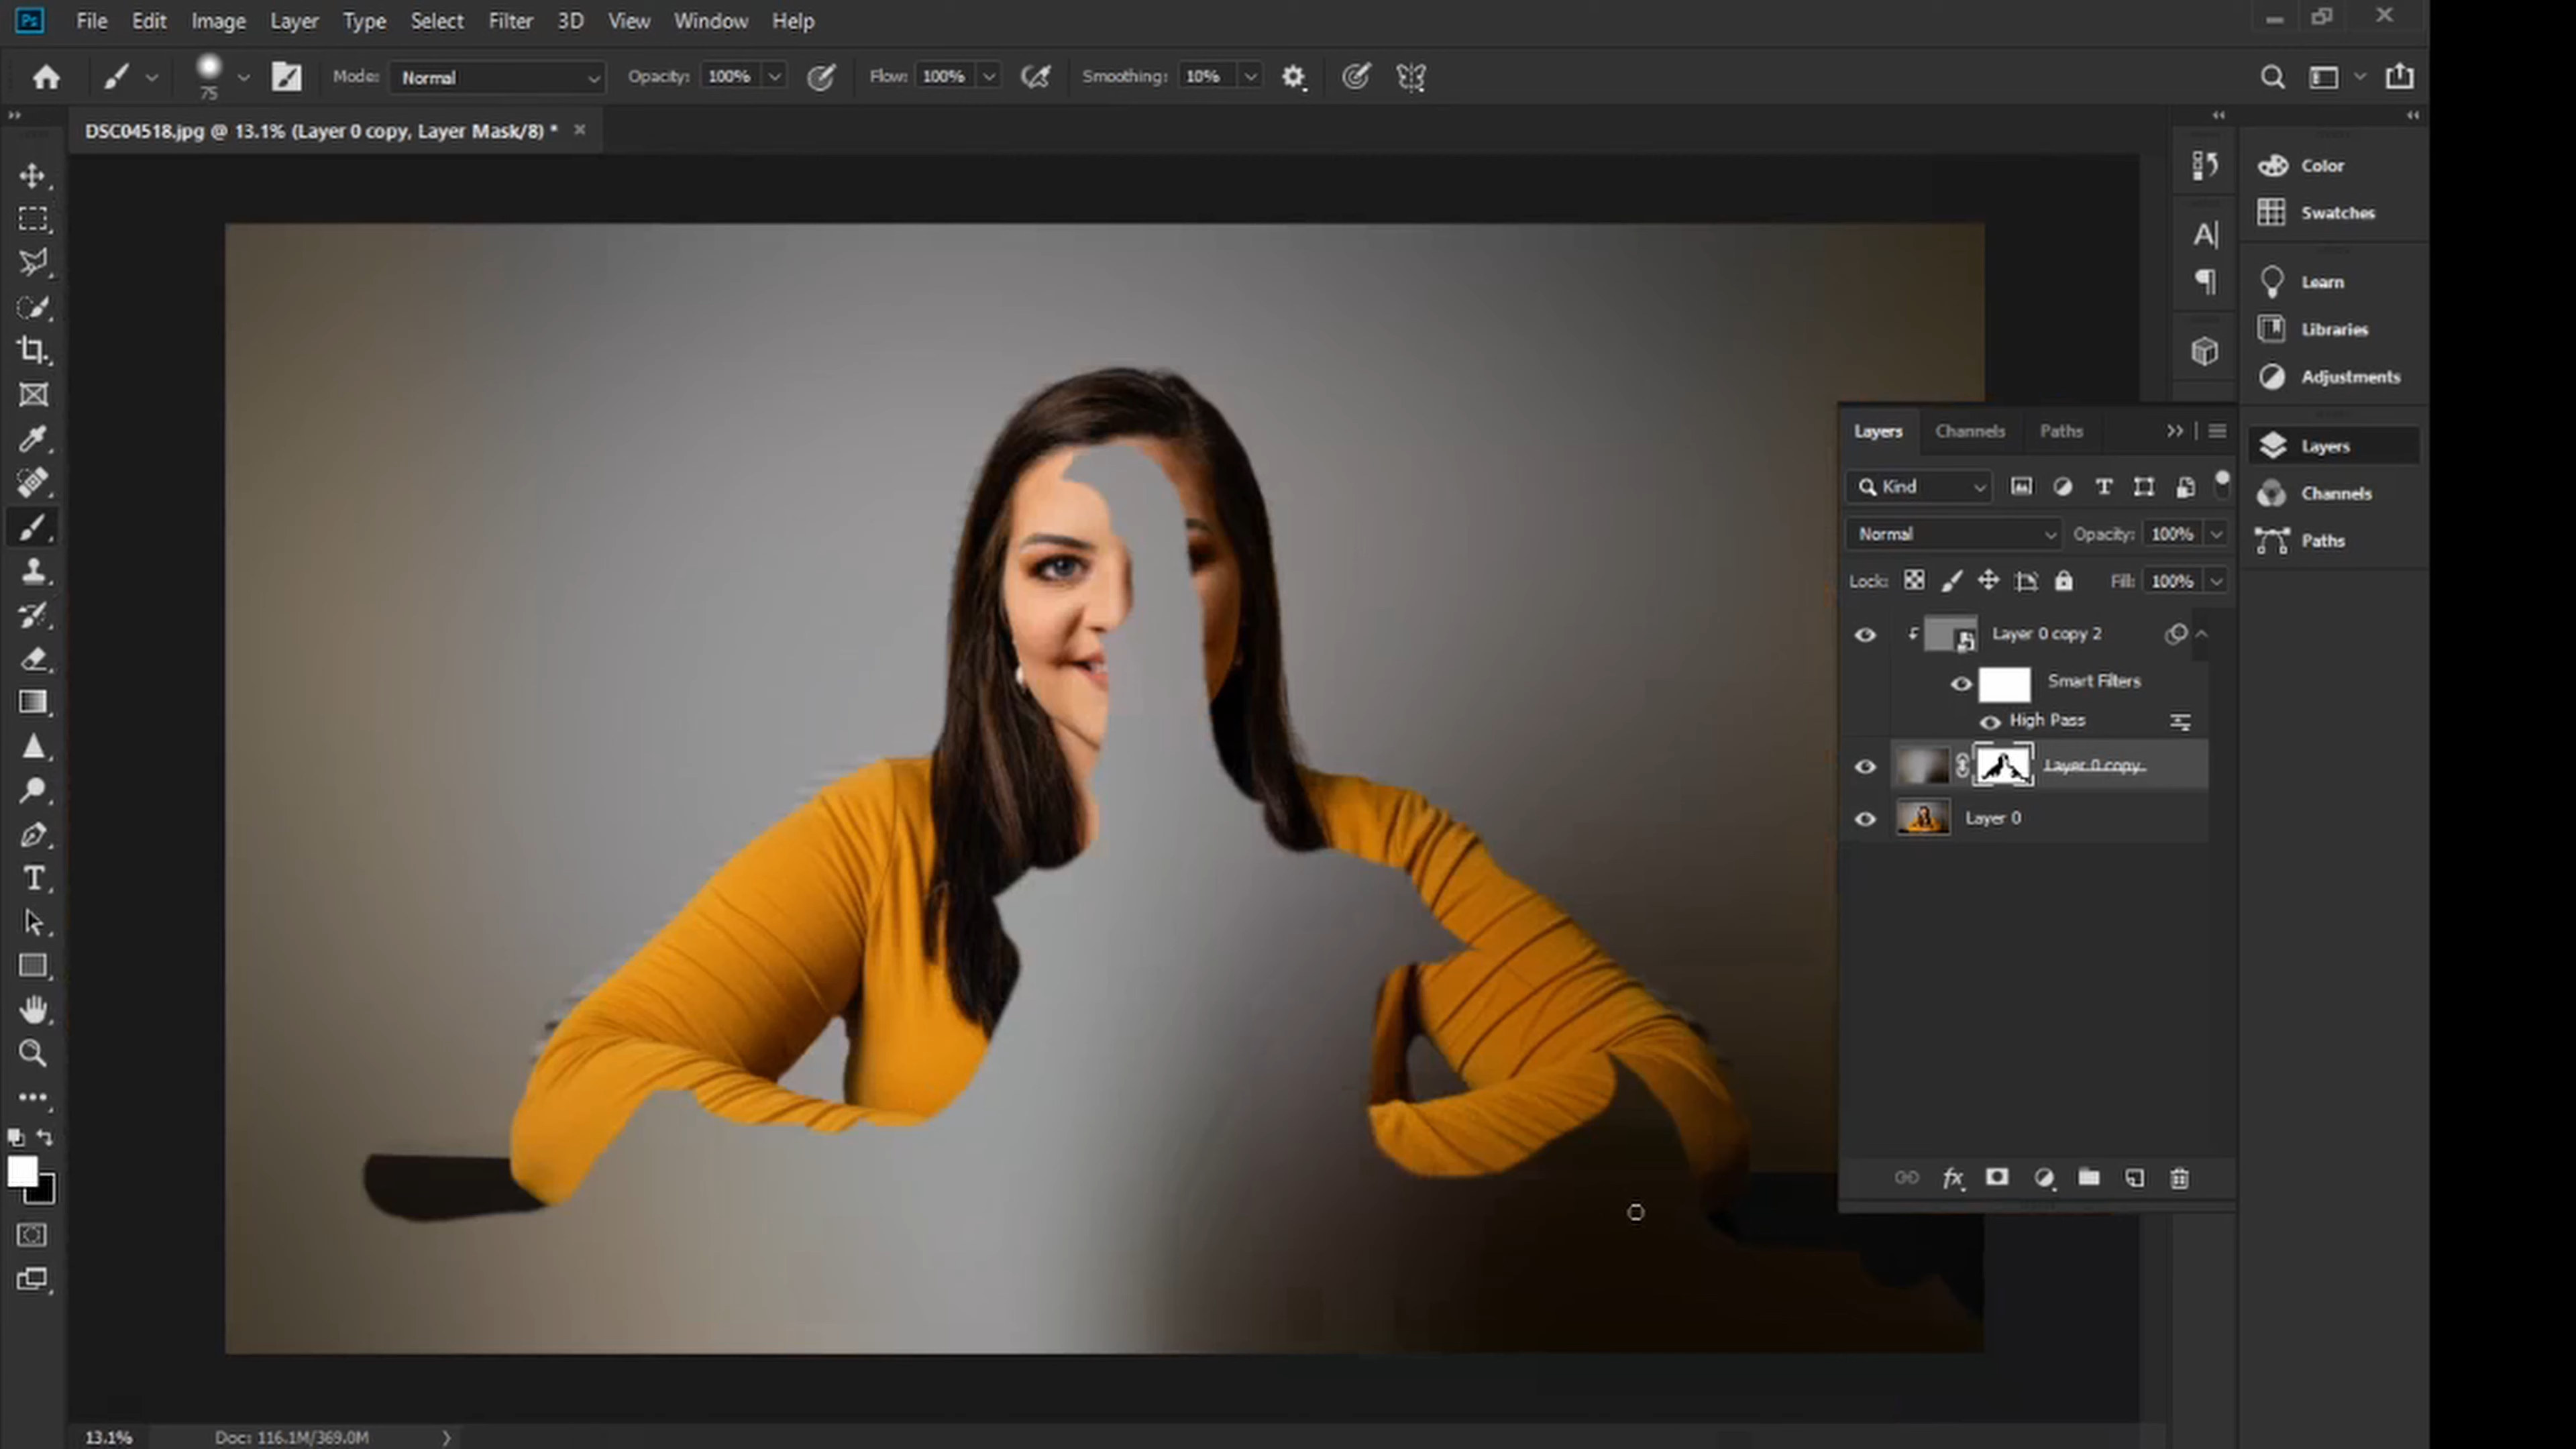 Ps File Edit Image Layer Type Select Filter 3D View Window Help
75 Mode: Normal Opacity: 100% Flow: 100% Smoothing: 10%
DSC04518.jpg @ 13.1% (Layer 0 copy, Layer Mask/8) *
Color
Swatches
Learn
Libraries
Adjustments
Layers
Channels
Paths
Layers Channels Paths
Kind
Normal Opacity: 100%
Lock: Fill: 100%
Layer 0 copy 2
Smart Filters
High Pass
Layer 0 copy
Layer 0
13.1% Doc: 116.1M/369.0M